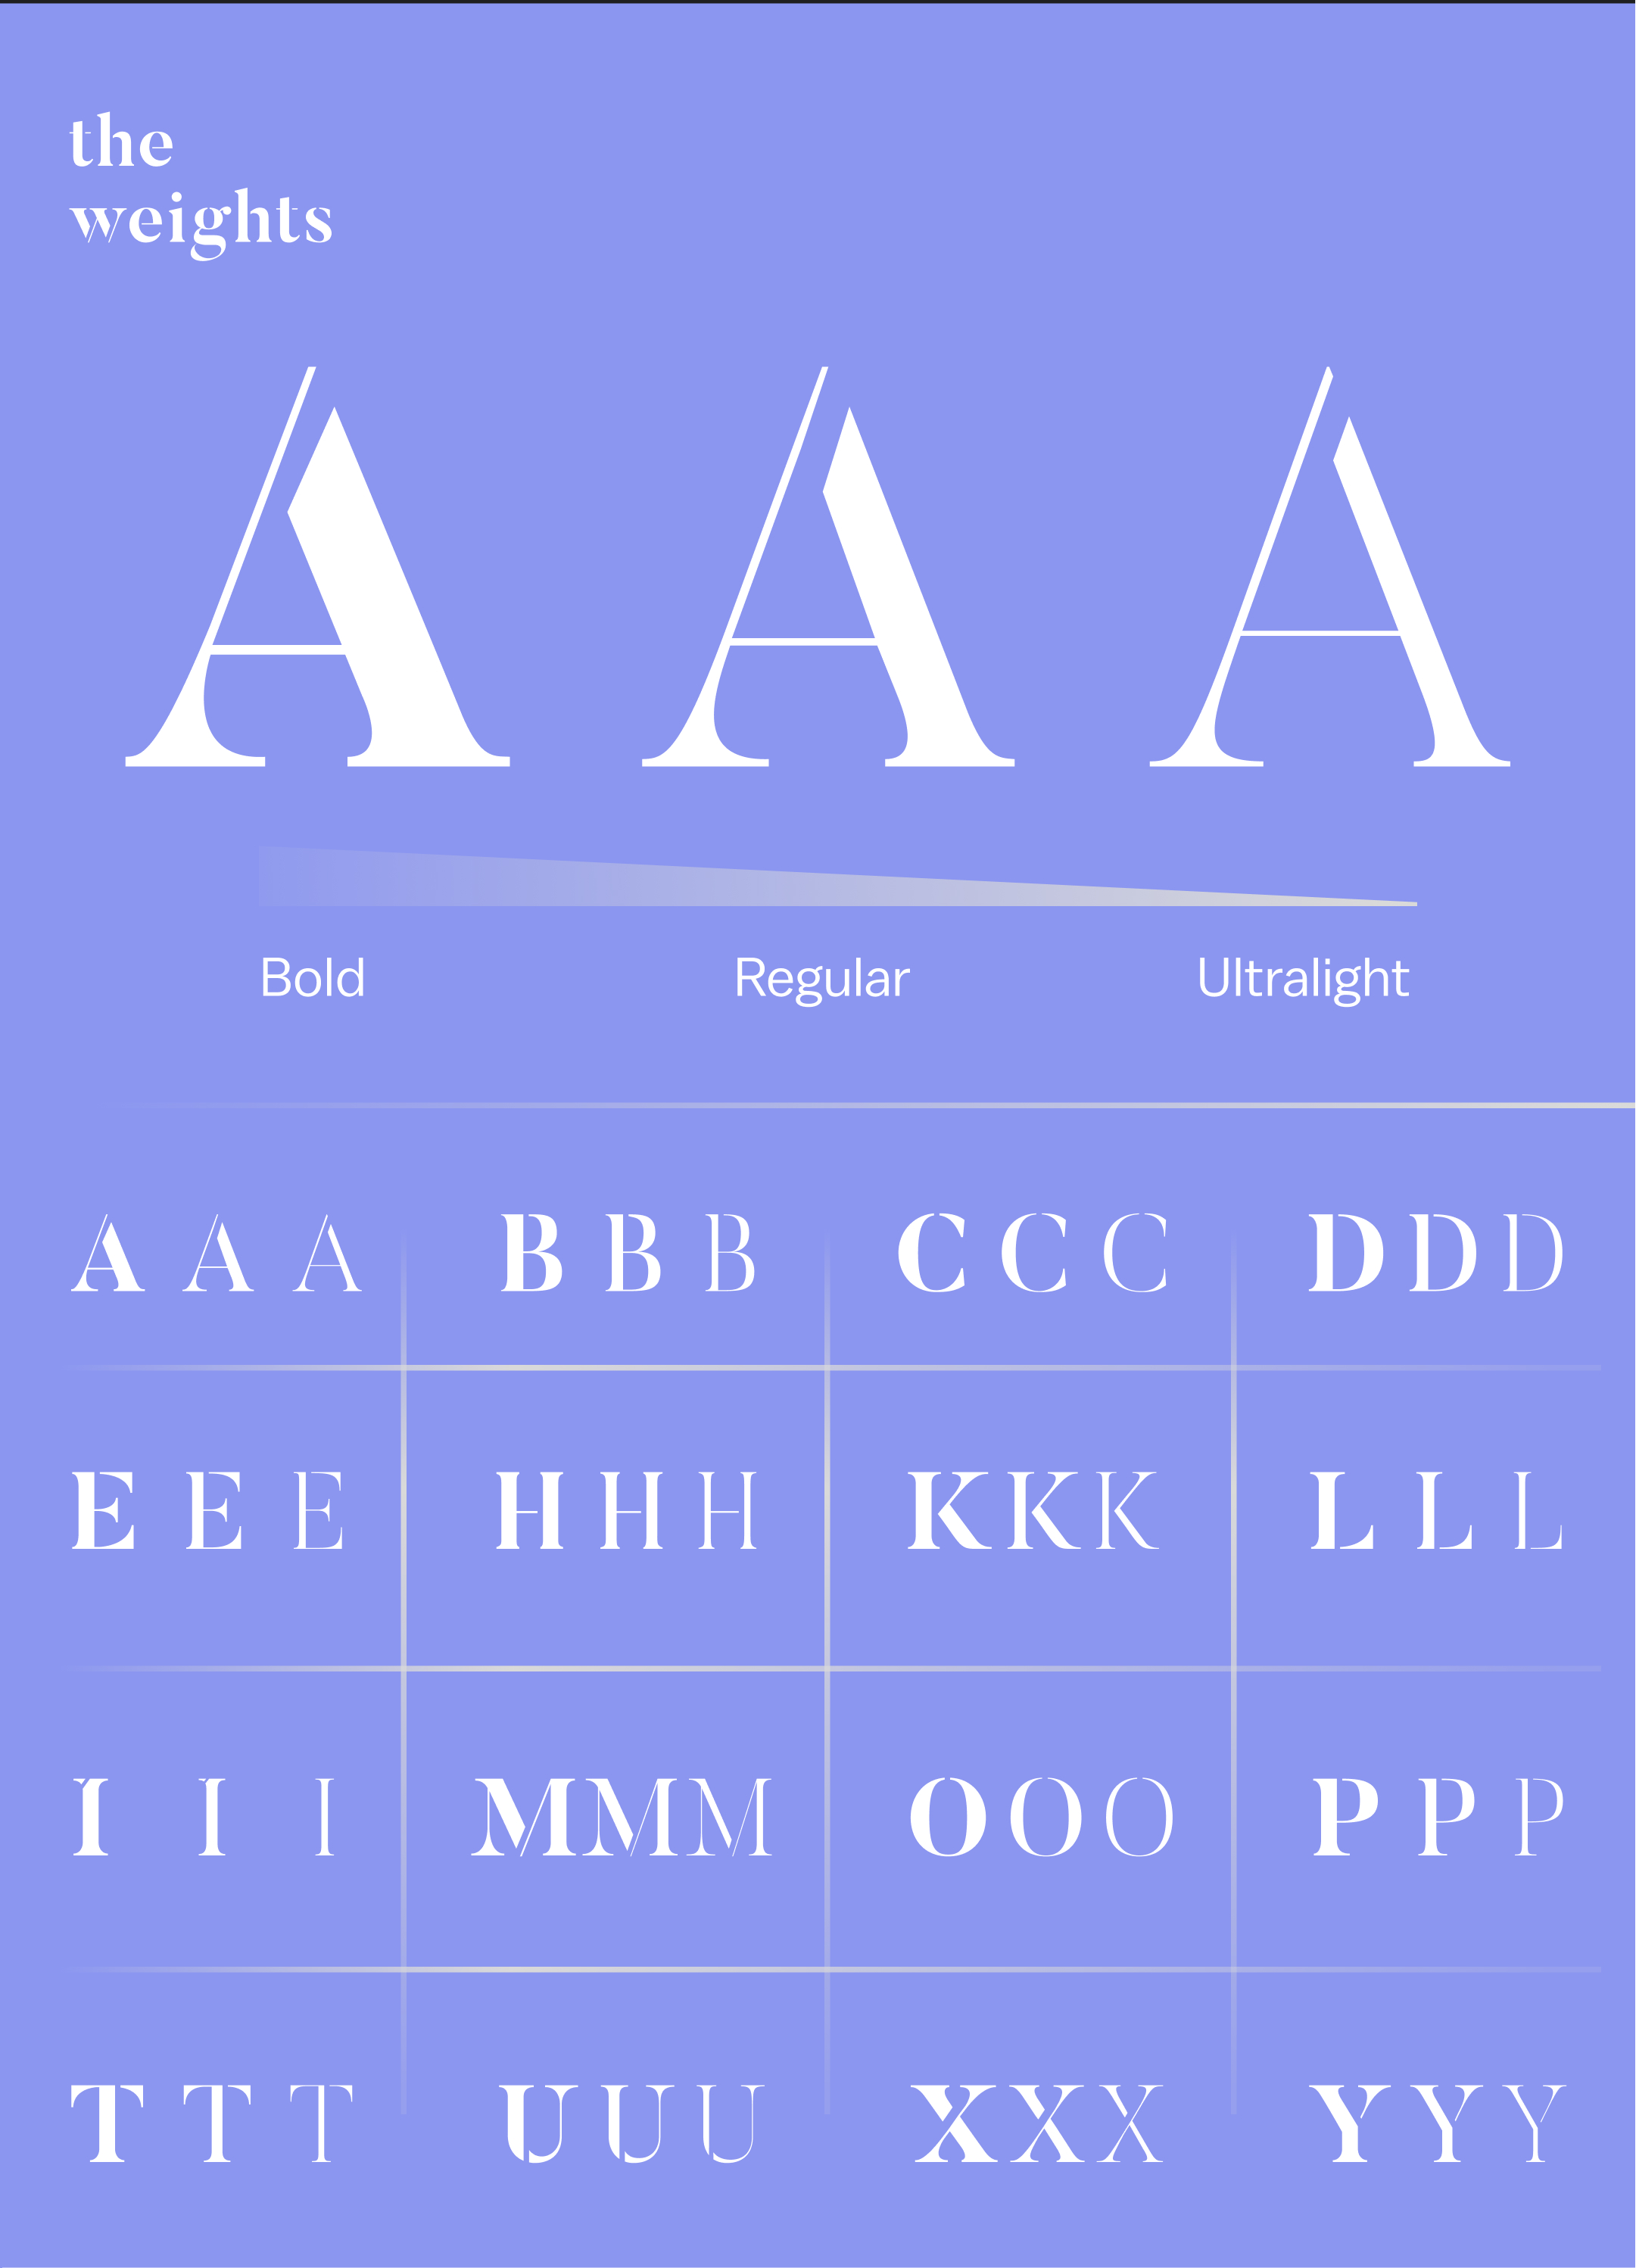 the
weights
A A A
Bold Regular Ultralight
A A A B B B C C C D D D
E E E H H H K K K L L L
I I I M M M O O O P P P
T T T U U U X X X Y Y Y